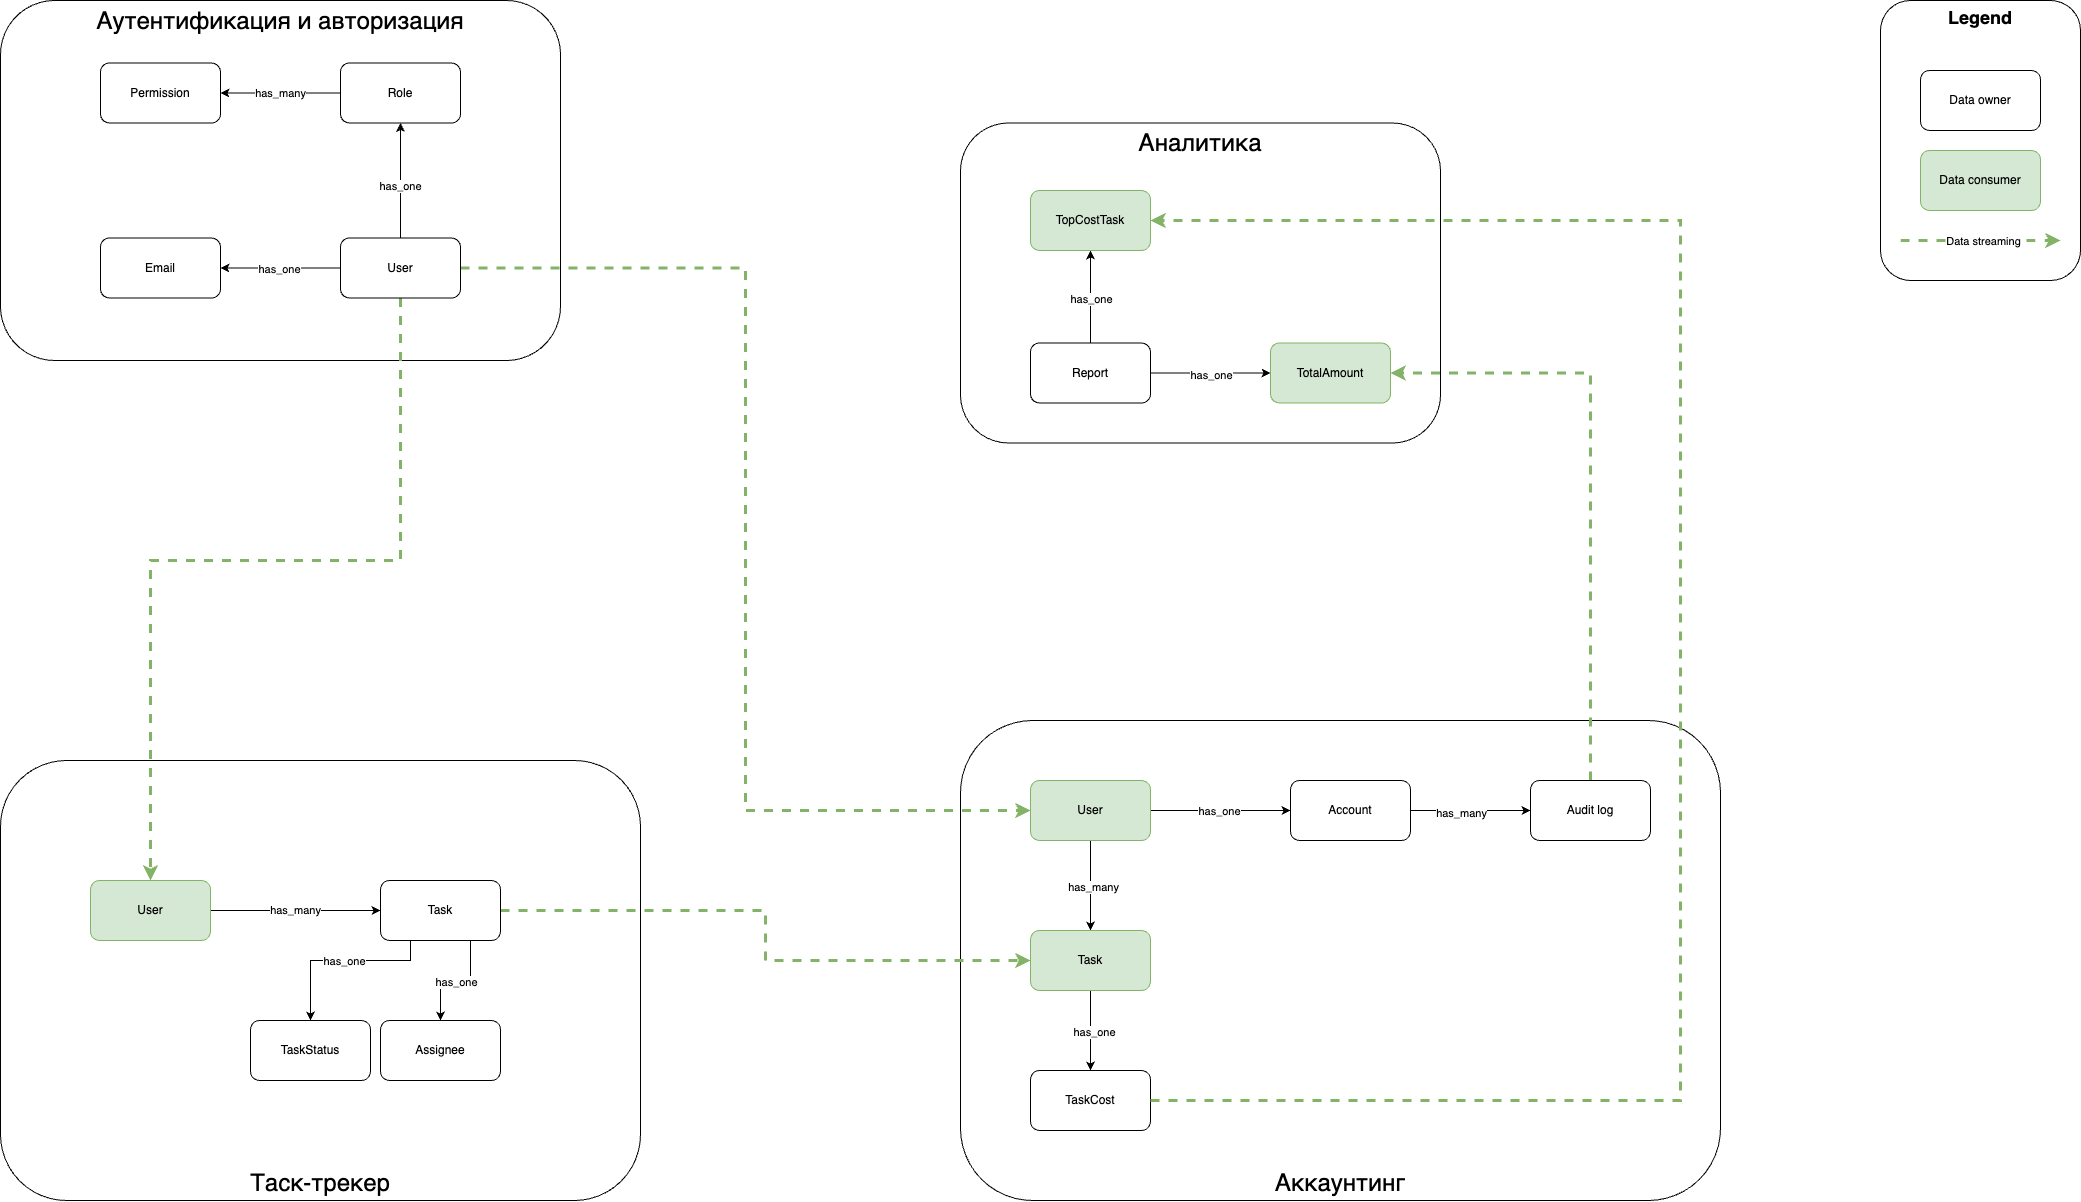 Аутентификация и авторизация
Permission
has_many
Role
has_one
Email
has_one
User
Аналитика
TopCostTask
has_one
Report
has_one
TotalAmount
Legend
Data owner
Data consumer
Data streaming
User
has_many
Task
has_one
has_one
TaskStatus
Assignee
Таск-трекер
User
has_one
Account
has_many
Audit log
has_many
Task
has_one
TaskCost
Аккаунтинг